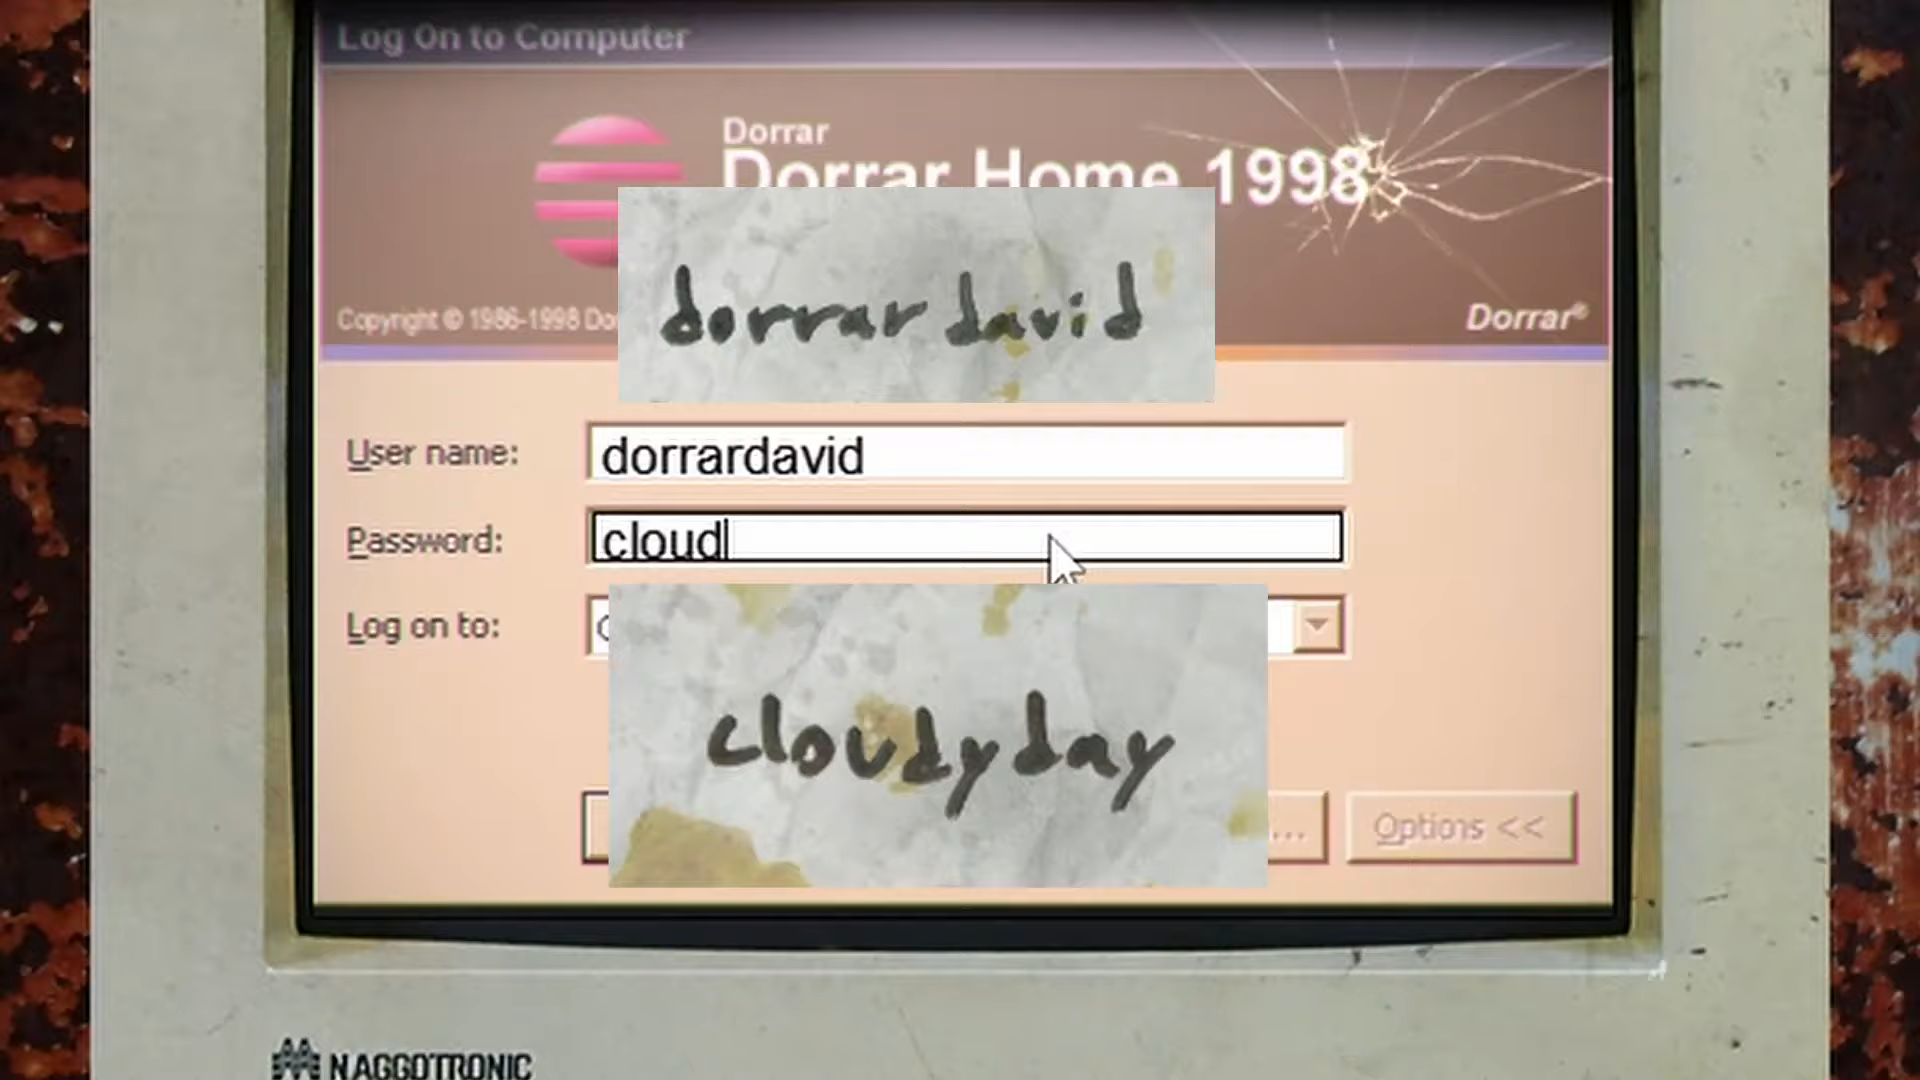 Log On to Computer
Dorrar
Dorrar Home 1998
Copyright © 1986-1998
Dorrar®
dorrar david
User name: dorrardavid
Password: cloud
Log on to:
cloudyday
...
Options <<
NAGGOTRONIC